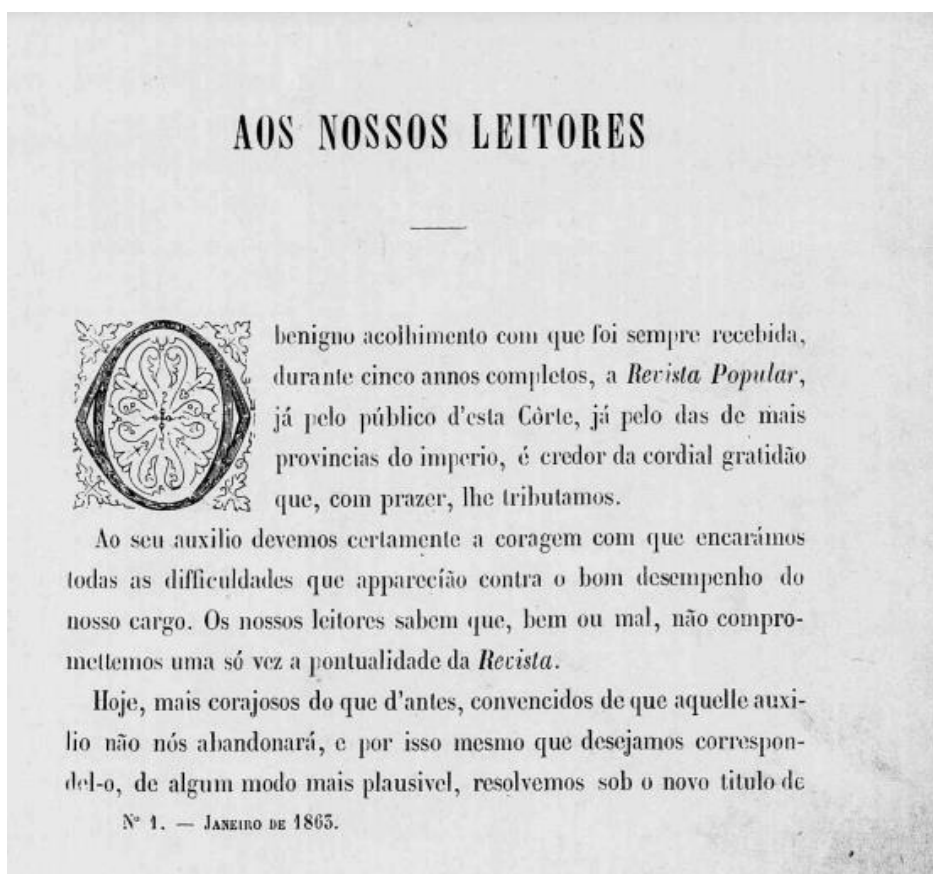 AOS NOSSOS LEITORES
O benigno acolhimento com que foi sempre recebida,
durante cinco annos completos, a Revista Popular,
já pelo público d'esta Côrte, já pelo das de mais
provincias do imperio, é credor da cordial gratidão
que, com prazer, lhe tributamos.
Ao seu auxilio devemos certamente a coragem com que encarámos
todas as difficuldades que apparecíão contra o bom desempenho do
nosso cargo. Os nossos leitores sabem que, bem ou mal, não compro-
mettemos uma só vez a pontualidade da Revista.
Hoje, mais corajosos do que d'antes, convencidos de que aquelle auxi-
lio não nós abandonará, e por isso mesmo que desejamos correspon-
del-o, de algum modo mais plausivel, resolvemos sob o novo titulo de
Nº 1. — JANEIRO DE 1863.